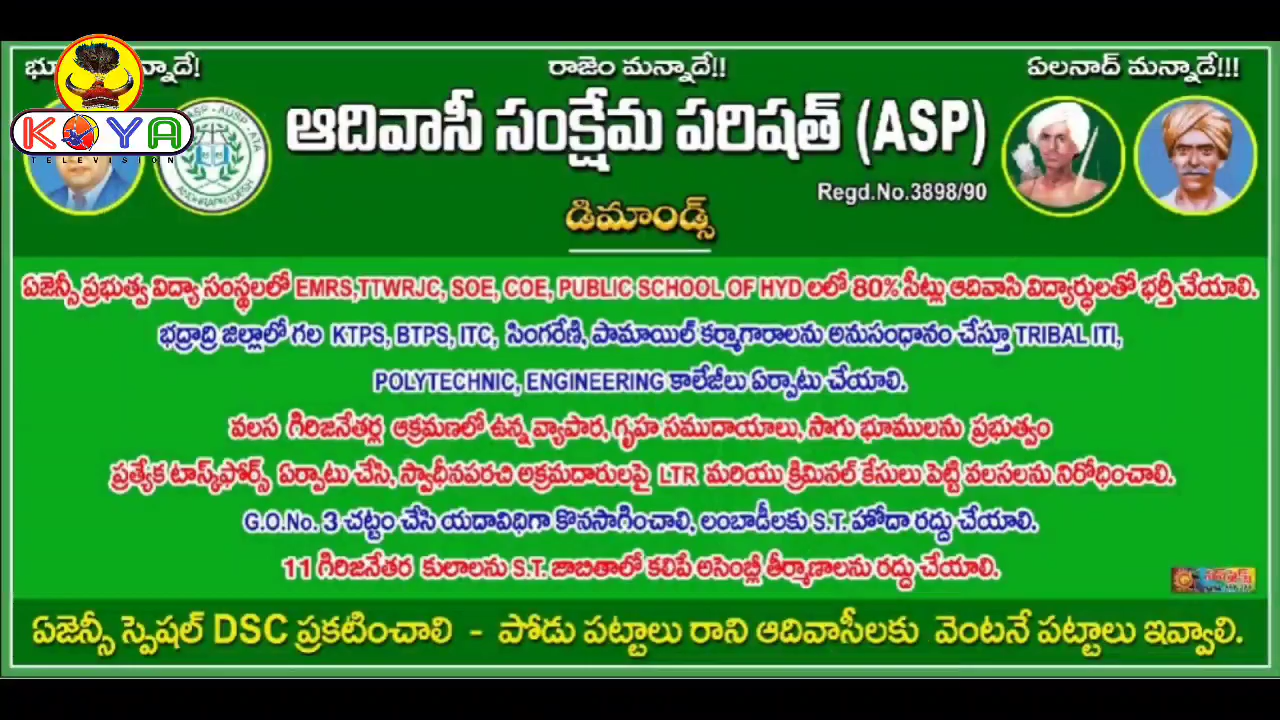 రాజెం మన్నాదే!!
ఏలనాద్ మన్నాడే!!!
KOYA
TELEVISION
ANDHRAPRADESH
ఆదివాసీ సంక్షేమ పరిషత్ (ASP)
Regd.No.3898/90
డిమాండ్స్
ఏజెన్సీ ప్రభుత్వ విద్యా సంస్థలలో EMRS,TTWRJC, SOE, COE, PUBLIC SCHOOL OF HYD లలో 80% సీట్లు ఆదివాసి విద్యార్థులతో భర్తీ చేయాలి.
భద్రాద్రి జిల్లాలో గల KTPS, BTPS, ITC, సింగరేణి, పామాయిల్ కర్మాగారాలను అనుసంధానం చేస్తూ TRIBAL ITI,
POLYTECHNIC, ENGINEERING కాలేజీలు ఏర్పాటు చేయాలి.
వలస గిరిజనేతర్ల ఆక్రమణలో ఉన్న వ్యాపార, గృహ సముదాయాలు, సాగు భూములను ప్రభుత్వం
ప్రత్యేక టాస్క్‌ఫోర్స్ ఏర్పాటు చేసి, స్వాధీనపరచి అక్రమదారులపై LTR మరియు క్రిమినల్ కేసులు పెట్టి వలసలను నిరోధించాలి.
G.O.No. 3 చట్టం చేసి యదావిధిగా కొనసాగించాలి, లంబాడీలకు S.T. హోదా రద్దు చేయాలి.
11 గిరిజనేతర కులాలను S.T. జాబితాలో కలిపే అసెంబ్లీ తీర్మాణాలను రద్దు చేయాలి.
ఏజెన్సీ స్పెషల్ DSC ప్రకటించాలి - పోడు పట్టాలు రాని ఆదివాసీలకు వెంటనే పట్టాలు ఇవ్వాలి.